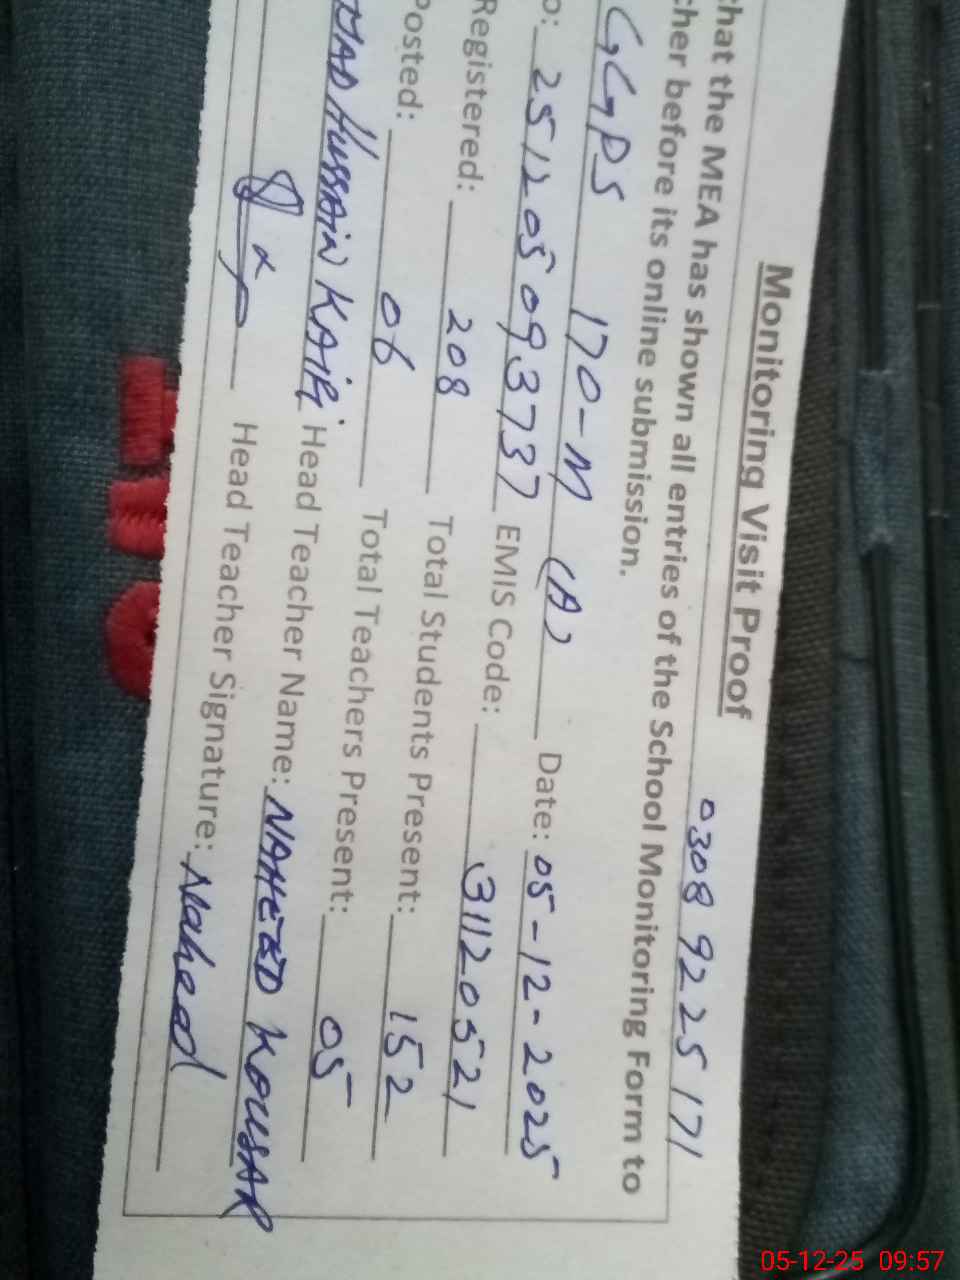 Monitoring Visit Proof
0308 9225171
that the MEA has shown all entries of the School Monitoring Form to
cher before its online submission.
GGPS 170-M (A) Date: 05-12-2025
o: 251205093737 EMIS Code: 31120521
Registered: 208 Total Students Present: 152
Posted: 06 Total Teachers Present: 05
Hussain Head Teacher Name: NAHEED KOUSAR
Head Teacher Signature: Naheed
05-12-25 09:57